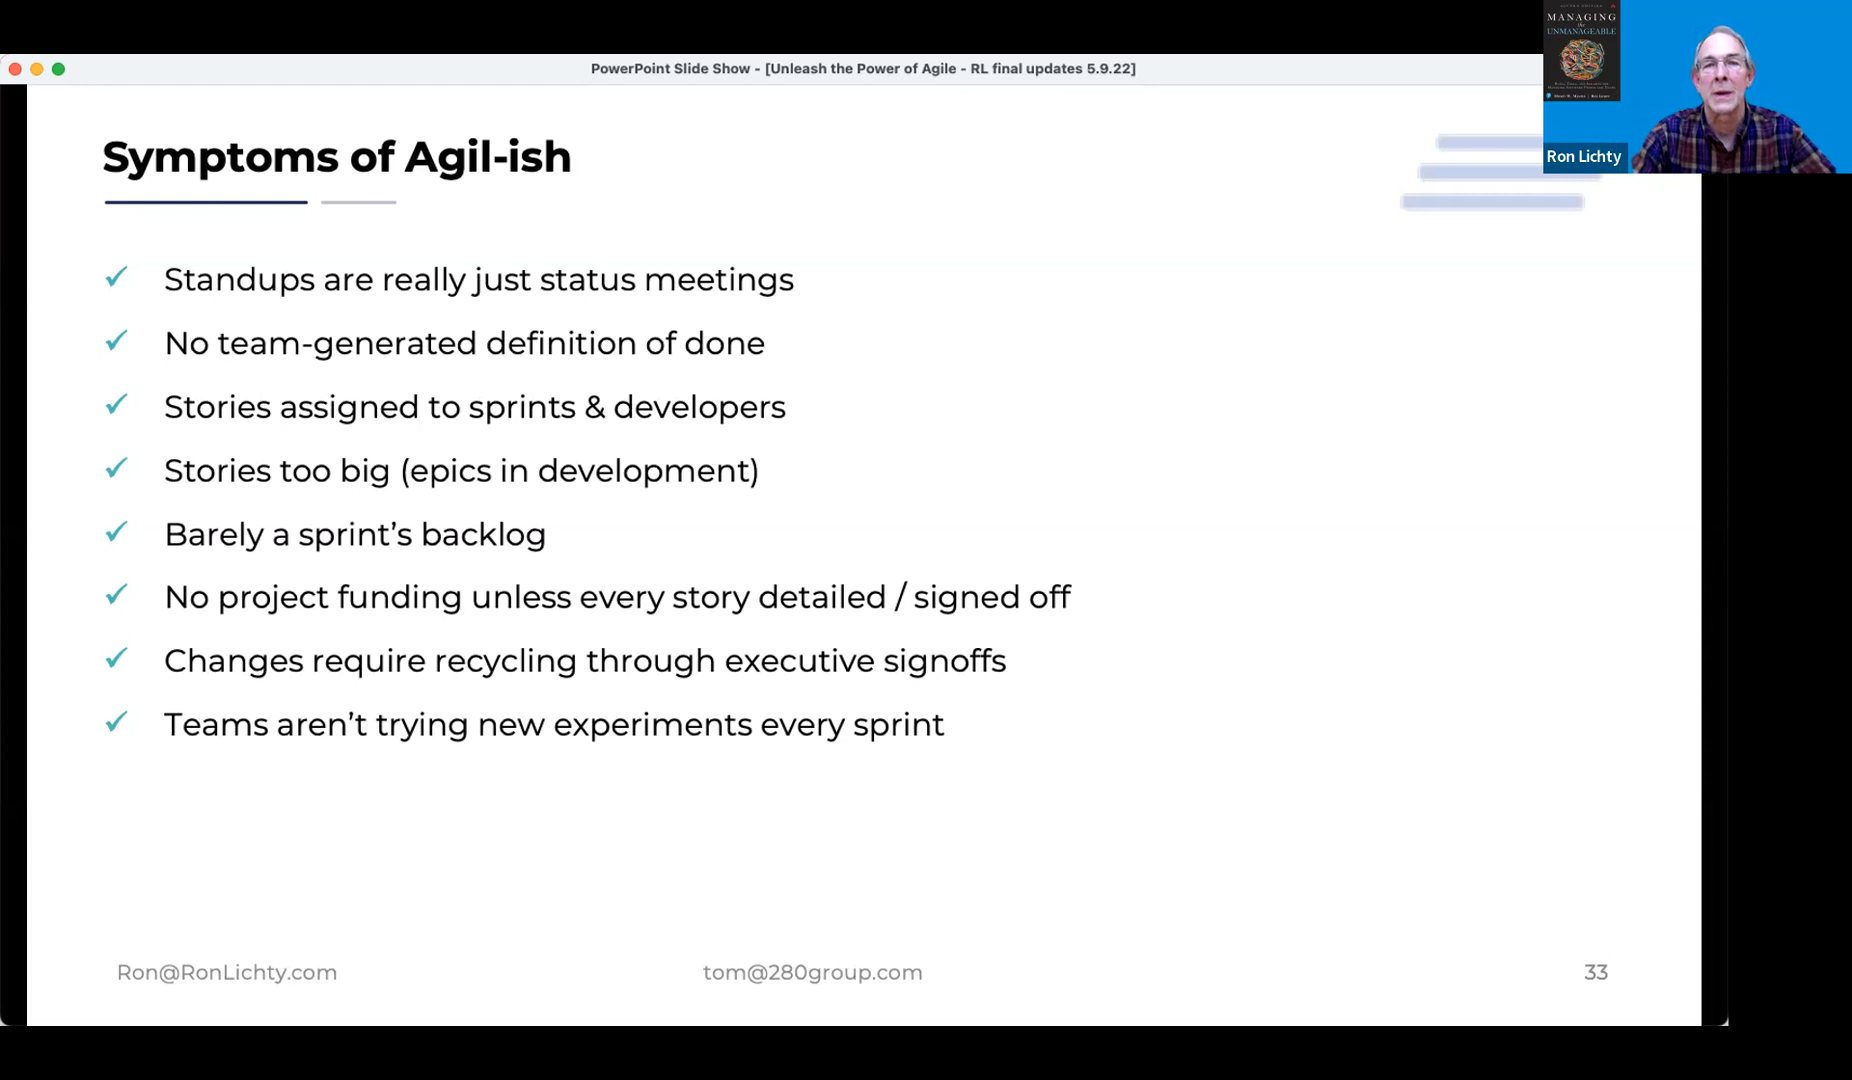 PowerPoint Slide Show - [Unleash the Power of Agile - RL final updates 5.9.22]
MANAGING
the
UNMANAGEABLE
Ron Lichty
Symptoms of Agil-ish
✓ Standups are really just status meetings
✓ No team-generated definition of done
✓ Stories assigned to sprints & developers
✓ Stories too big (epics in development)
✓ Barely a sprint’s backlog
✓ No project funding unless every story detailed / signed off
✓ Changes require recycling through executive signoffs
✓ Teams aren’t trying new experiments every sprint
Ron@RonLichty.com
tom@280group.com
33